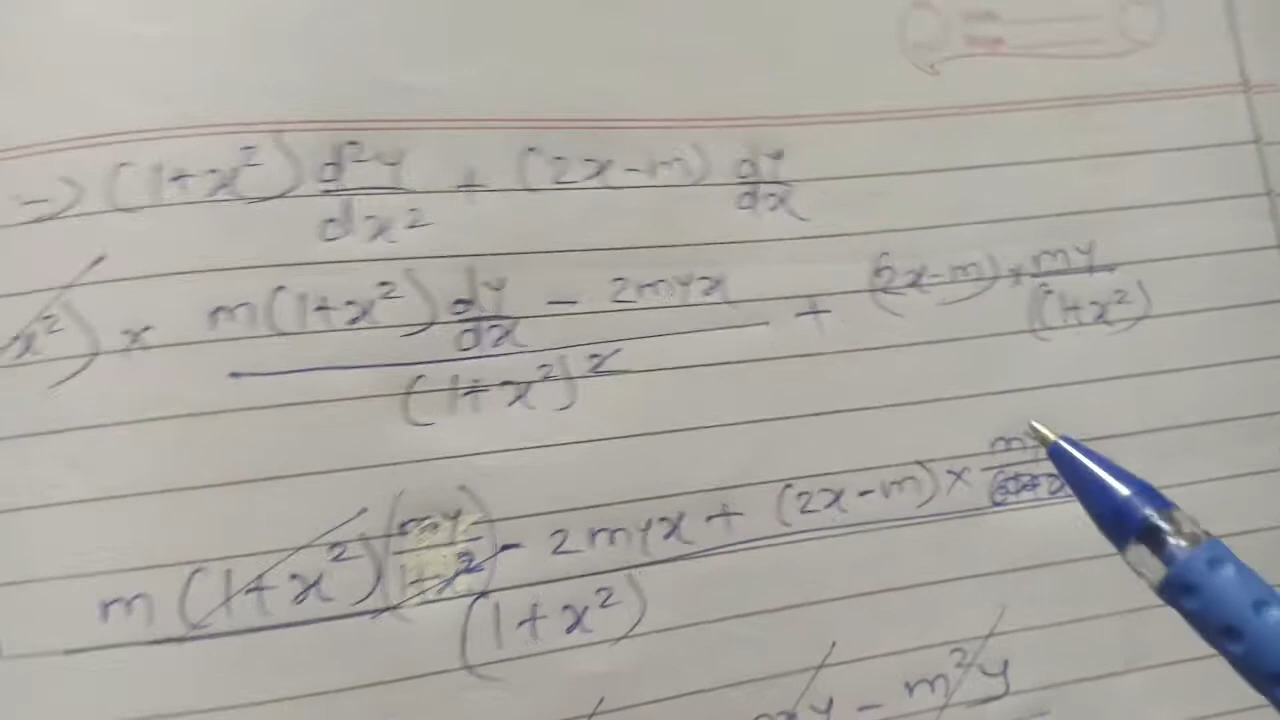 → (1+x²) d²y/dx² + (2x-m) dy/dx
x²) × (m(1+x²) dy/dx - 2myx)/(1+x²)² + (2x-m) × my/(1+x²)
m(1+x²)(my/1+x²) - 2myx + (2x-m) × my
(1+x²)
xy - m²y